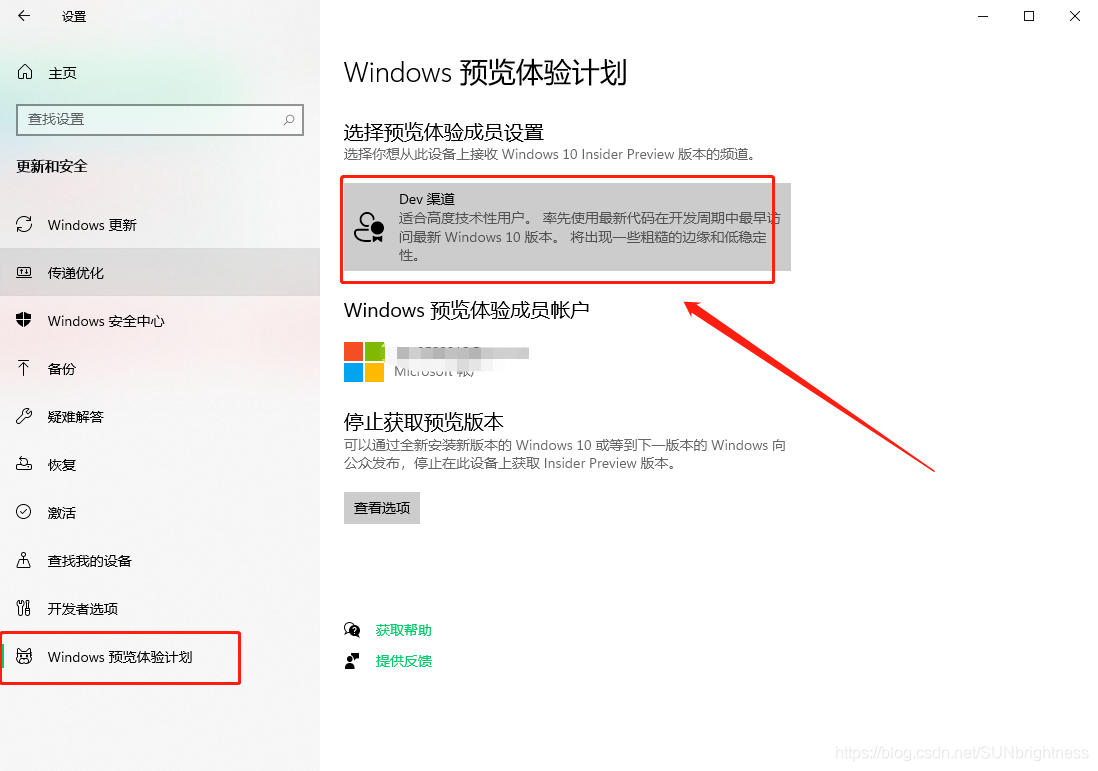 设置
主页
查找设置
更新和安全
Windows 更新
传递优化
Windows 安全中心
备份
疑难解答
恢复
激活
查找我的设备
开发者选项
Windows 预览体验计划
Windows 预览体验计划
选择预览体验成员设置
选择你想从此设备上接收 Windows 10 Insider Preview 版本的频道。
Dev 渠道
适合高度技术性用户。 率先使用最新代码在开发周期中最早访
问最新 Windows 10 版本。 将出现一些粗糙的边缘和低稳定
性。
Windows 预览体验成员帐户
Microsoft 帐户
停止获取预览版本
可以通过全新安装新版本的 Windows 10 或等到下一版本的 Windows 向
公众发布，停止在此设备上获取 Insider Preview 版本。
查看选项
获取帮助
提供反馈
https://blog.csdn.net/SUNbrightness